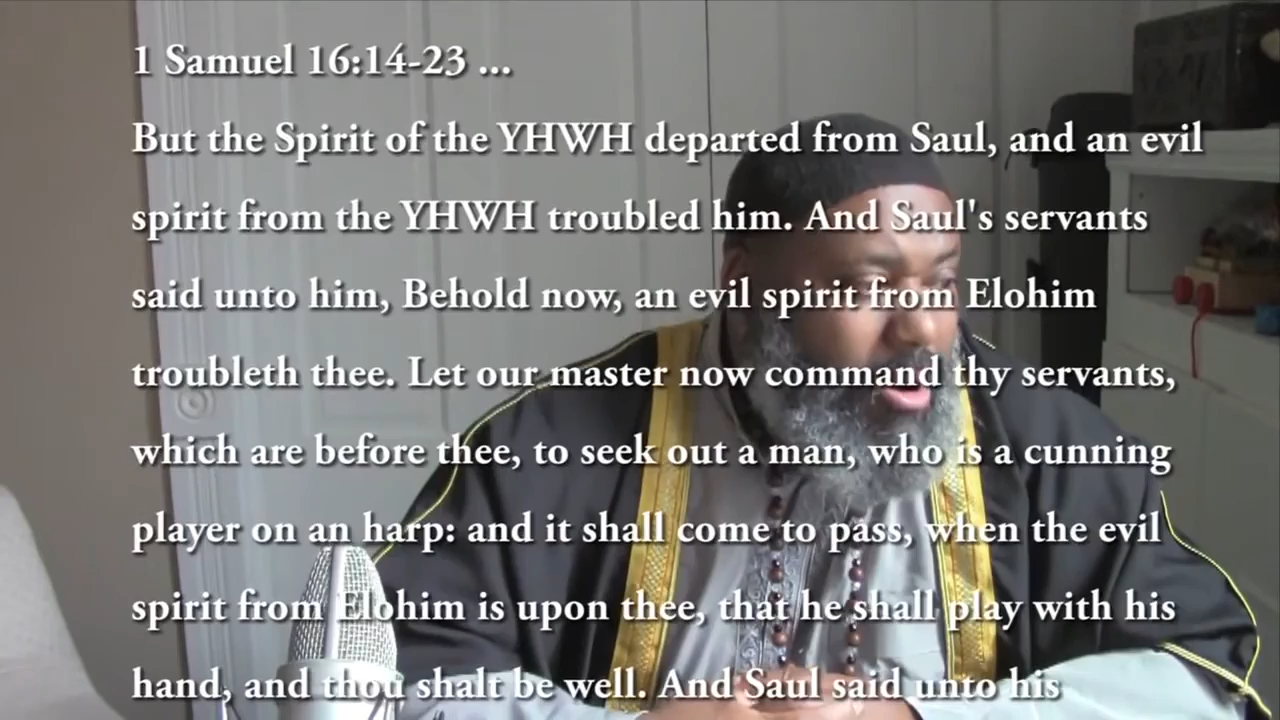 1 Samuel 16:14-23 ...
But the Spirit of the YHWH departed from Saul, and an evil
spirit from the YHWH troubled him. And Saul's servants
said unto him, Behold now, an evil spirit from Elohim
troubleth thee. Let our master now command thy servants,
which are before thee, to seek out a man, who is a cunning
player on an harp: and it shall come to pass, when the evil
spirit from Elohim is upon thee, that he shall play with his
hand, and thou shalt be well. And Saul said unto his